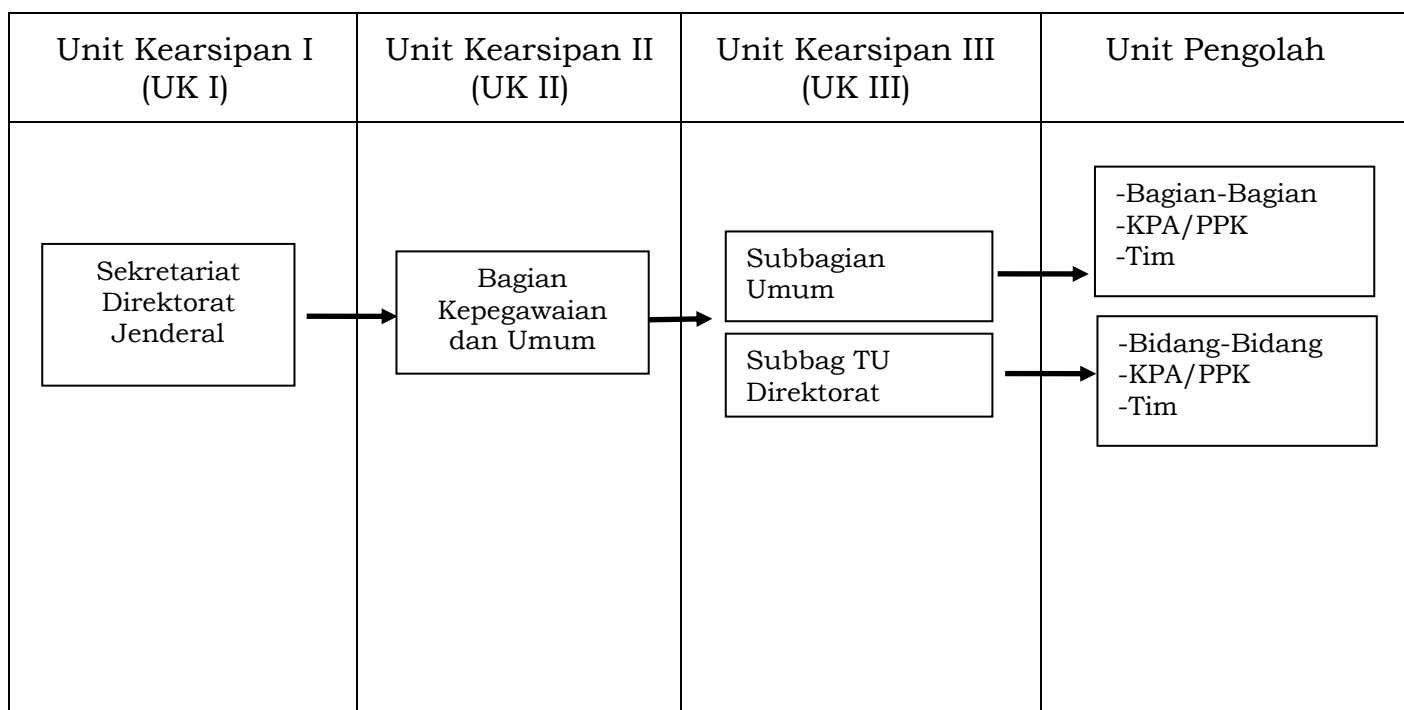 Unit Kearsipan I
(UK I)
Unit Kearsipan II
(UK II)
Unit Kearsipan III
(UK III)
Unit Pengolah
Sekretariat
Direktorat
Jenderal
Bagian
Kepegawaian
dan Umum
Subbagian
Umum
Subbag TU
Direktorat
-Bagian-Bagian
-KPA/PPK
-Tim
-Bidang-Bidang
-KPA/PPK
-Tim